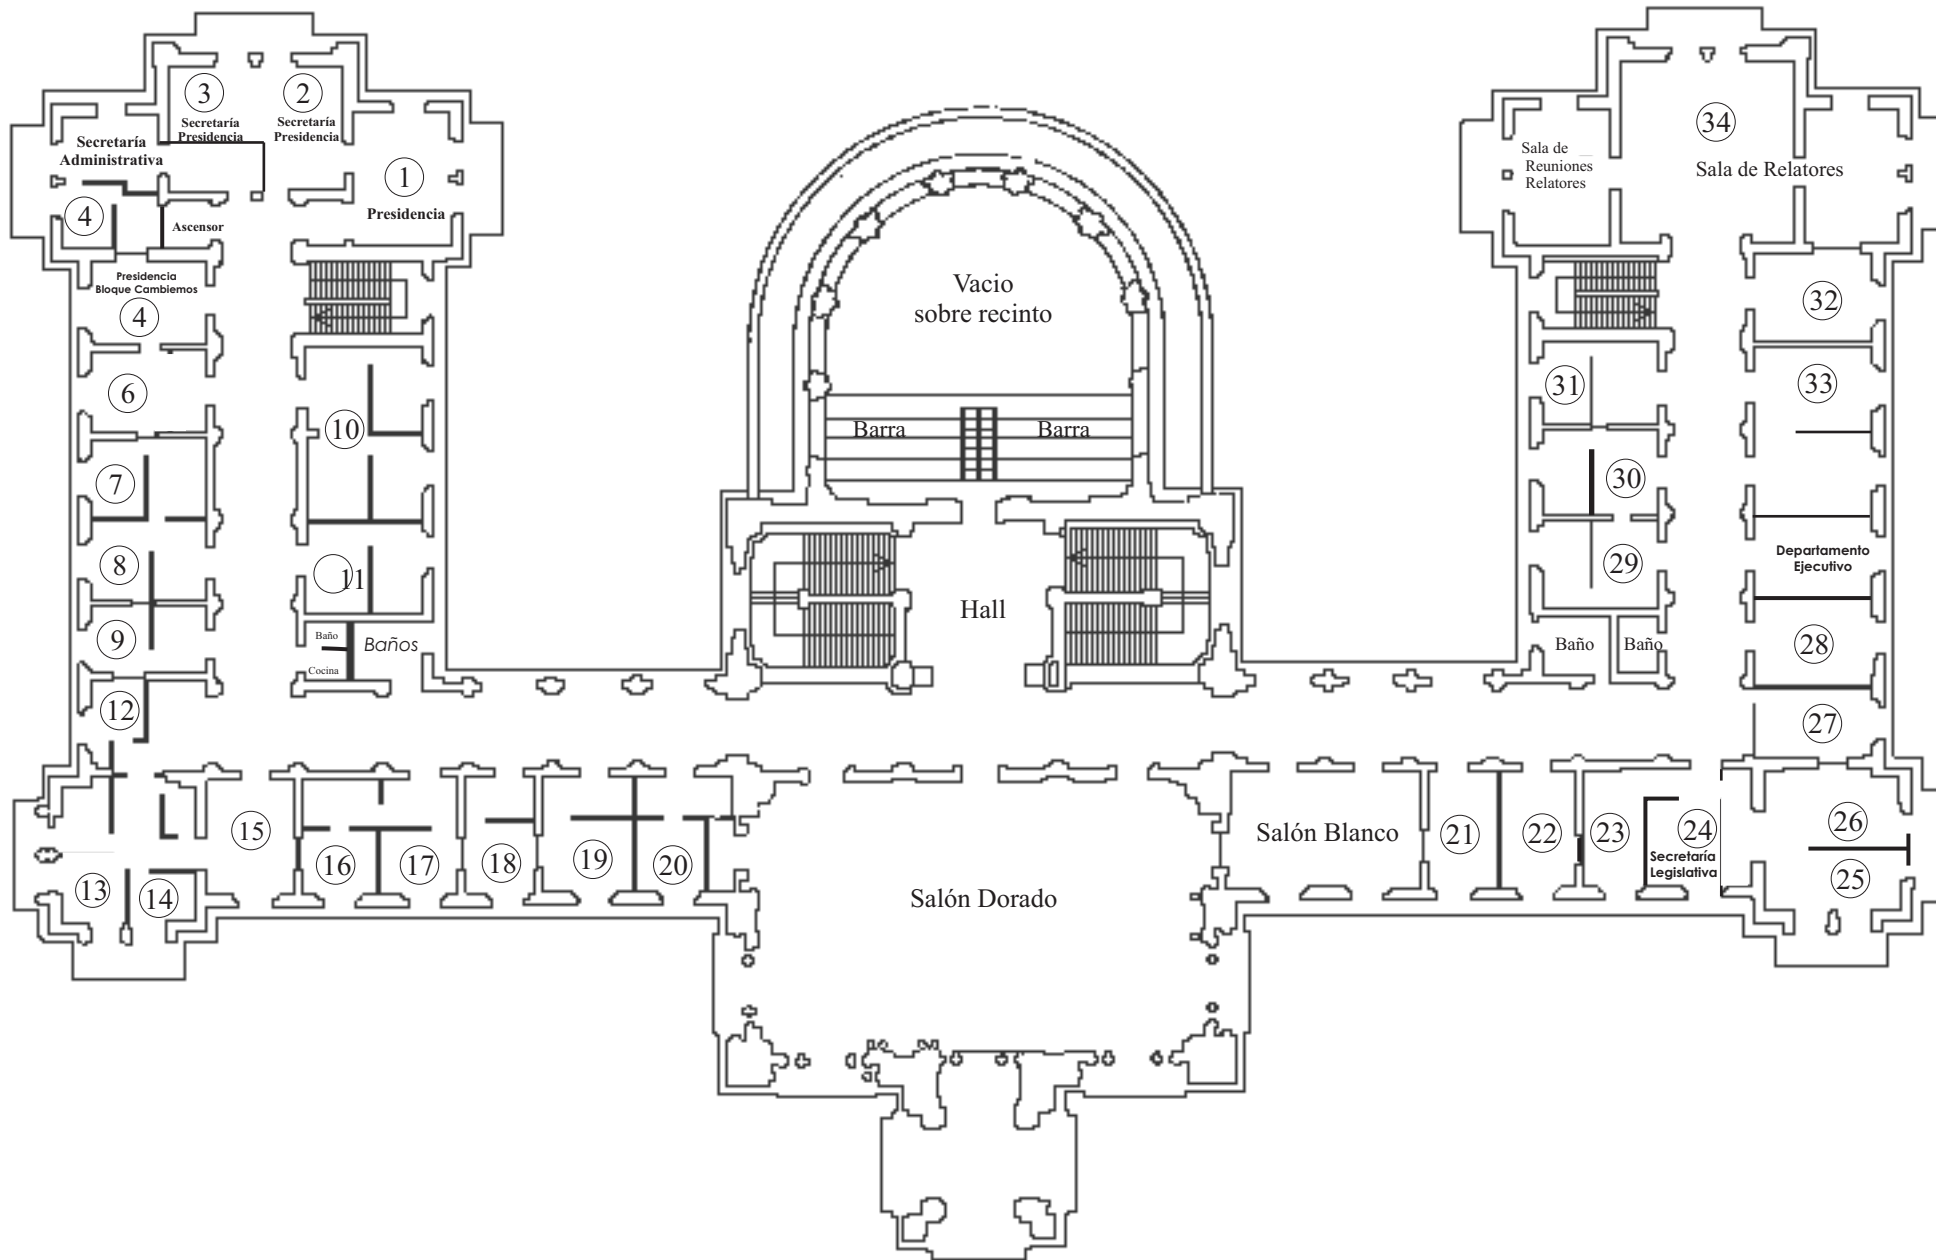 3
2
Secretaría
Presidencia
Secretaría
Presidencia
Secretaría
Administrativa
1
Presidencia
4
Ascensor
Presidencia
Bloque Cambiemos
4
6
10
7
8
11
9
Baño
Cocina
Baños
12
13
14
15
16
17
18
19
20
Vacio
sobre recinto
Barra
Barra
Hall
Salón Dorado
Salón Blanco
21
22
23
24
Secretaría
Legislativa
26
25
34
Sala de
Reuniones
Relatores
Sala de Relatores
32
31
33
30
29
Departamento
Ejecutivo
Baño
Baño
28
27